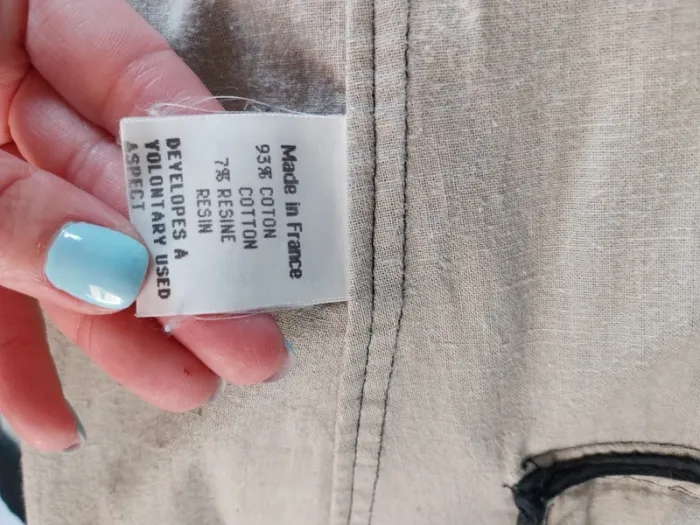 Made in France
93% COTON
COTTON
7% RESINE
RESIN
DEVELOPES A
VOLONTARY USED
ASPECT